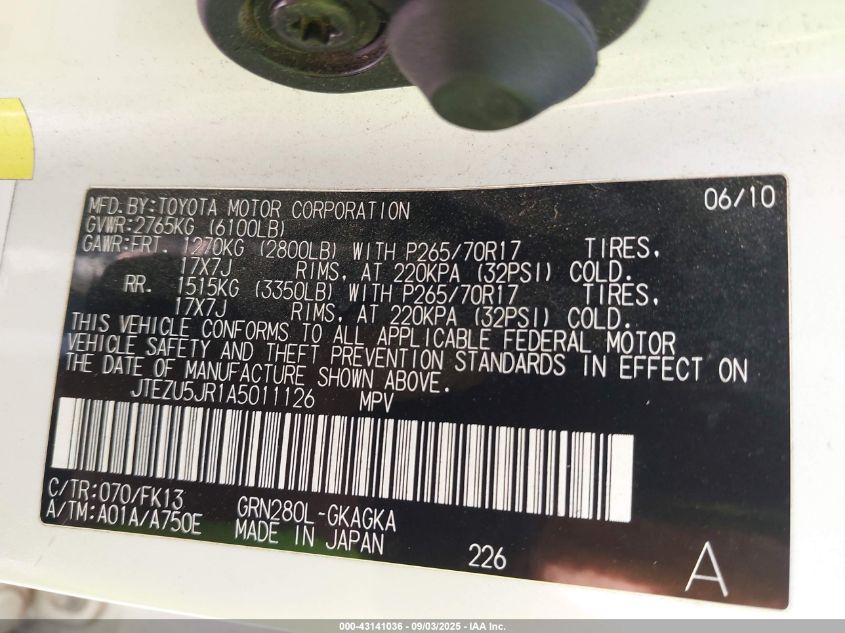 06/10
MFD.BY:TOYOTA MOTOR CORPORATION
GVWR:2765KG (6100LB)
GAWR:FRT. 1270KG (2800LB) WITH P265/70R17 TIRES,
17X7J RIMS, AT 220KPA (32PSI) COLD.
RR. 1515KG (3350LB) WITH P265/70R17 TIRES,
17X7J RIMS, AT 220KPA (32PSI) COLD.
THIS VEHICLE CONFORMS TO ALL APPLICABLE FEDERAL MOTOR
VEHICLE SAFETY AND THEFT PREVENTION STANDARDS IN EFFECT ON
THE DATE OF MANUFACTURE SHOWN ABOVE.
JTEZU5JR1A5011126 MPV
C/TR:070/FK13 GRN280L-GKAGKA
A/TM:A01A/A750E MADE IN JAPAN
226 A
000-43141036 - 09/03/2025 - IAA Inc.